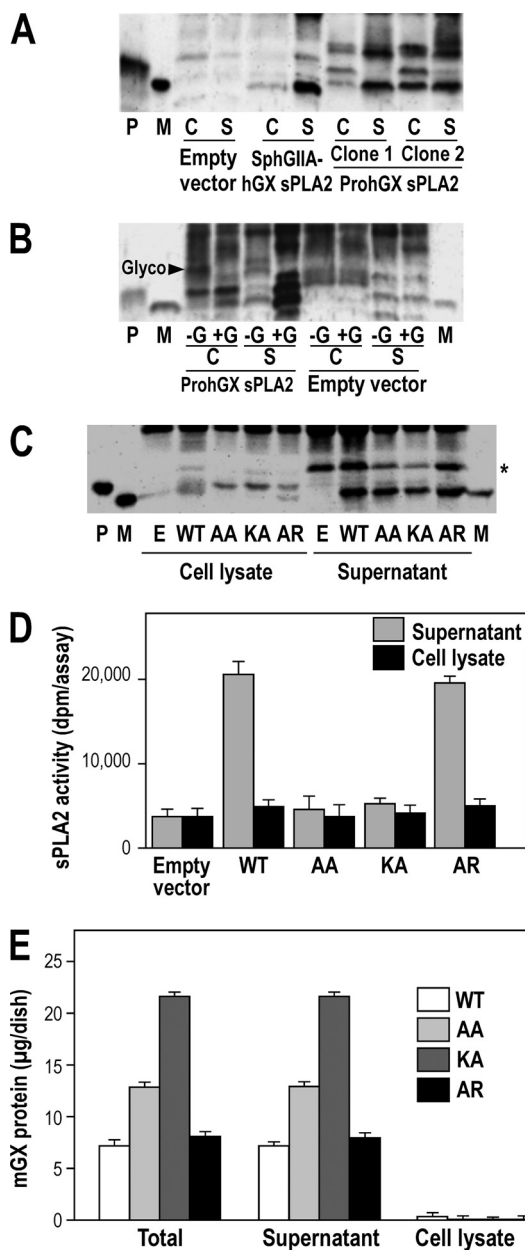 A
P M C S C S C S C S
Empty vector
SphGIIA-hGX sPLA2
Clone 1 Clone 2
ProhGX sPLA2
B
Glyco
P M -G +G -G +G -G +G -G +G M
C S C S
ProhGX sPLA2 Empty vector
C
*
P M E WT AA KA AR E WT AA KA AR M
Cell lysate Supernatant
D
sPLA2 activity (dpm/assay)
Supernatant
Cell lysate
20,000
10,000
0
Empty vector
WT AA KA AR
E
mGX protein (µg/dish)
25
20
15
10
5
0
WT
AA
KA
AR
Total Supernatant Cell lysate